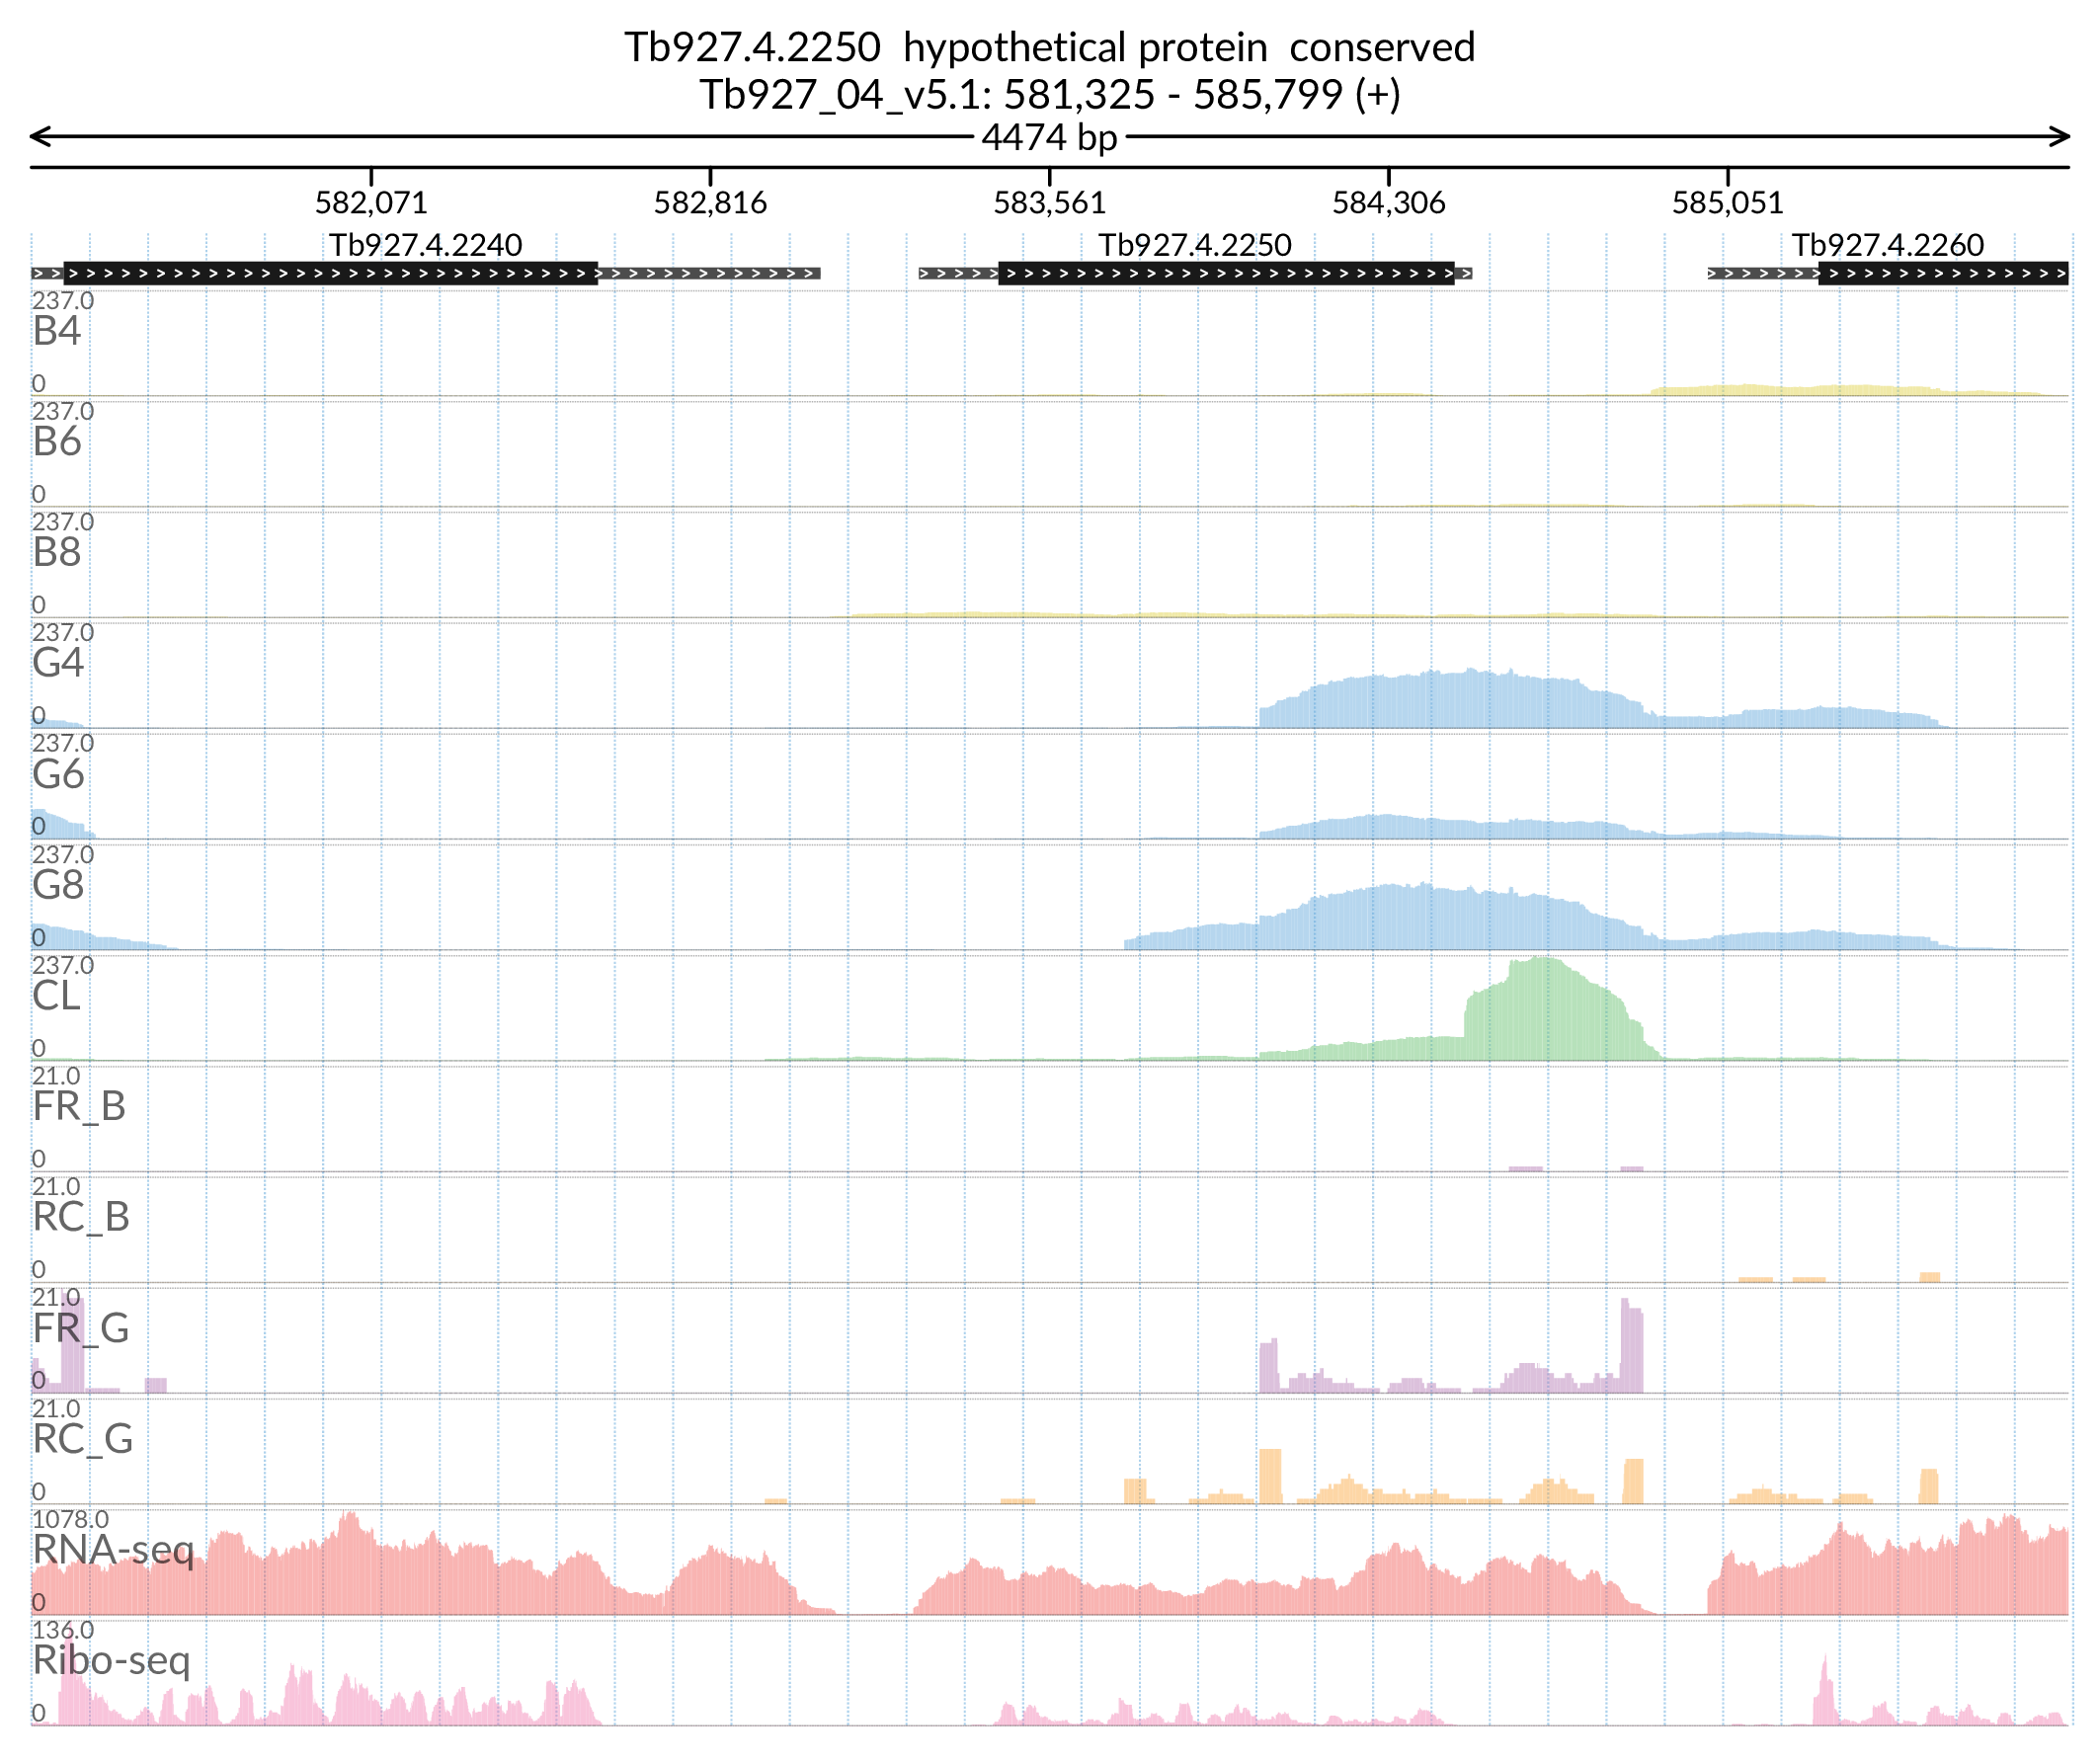 Tb927.4.2250 hypothetical protein conserved
Tb927_04_v5.1: 581,325 - 585,799 (+)
4474 bp
582,071 582,816 583,561 584,306 585,051
Tb927.4.2240 Tb927.4.2250 Tb927.4.2260
237.0
B4
0
237.0
B6
0
237.0
B8
0
237.0
G4
0
237.0
G6
0
237.0
G8
0
237.0
CL
0
21.0
FR_B
0
21.0
RC_B
0
21.0
FR_G
0
21.0
RC_G
0
1078.0
RNA-seq
0
136.0
Ribo-seq
0